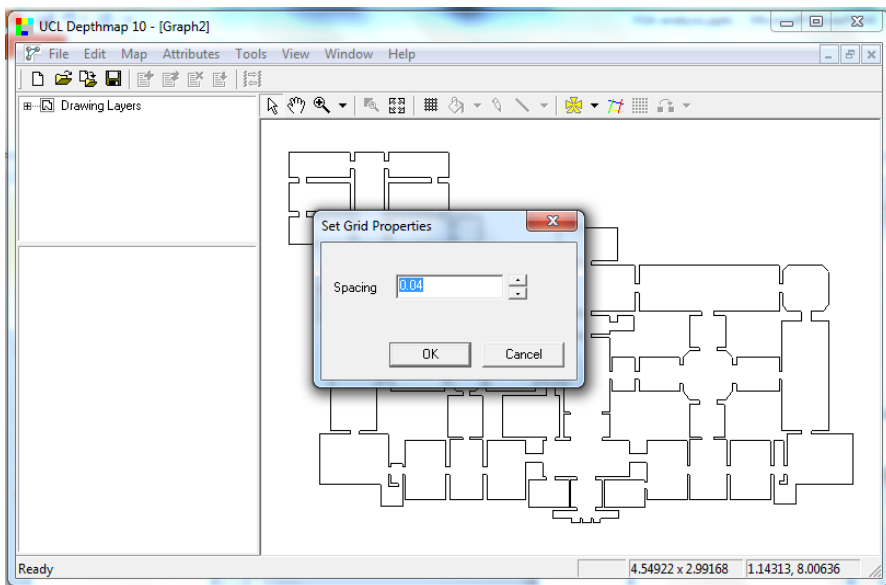 UCL Depthmap 10 - [Graph2]
File Edit Map Attributes Tools View Window Help
Drawing Layers
Set Grid Properties
Spacing 0.04
OK Cancel
Ready 4.54922 x 2.99168 1.14313, 8.00636